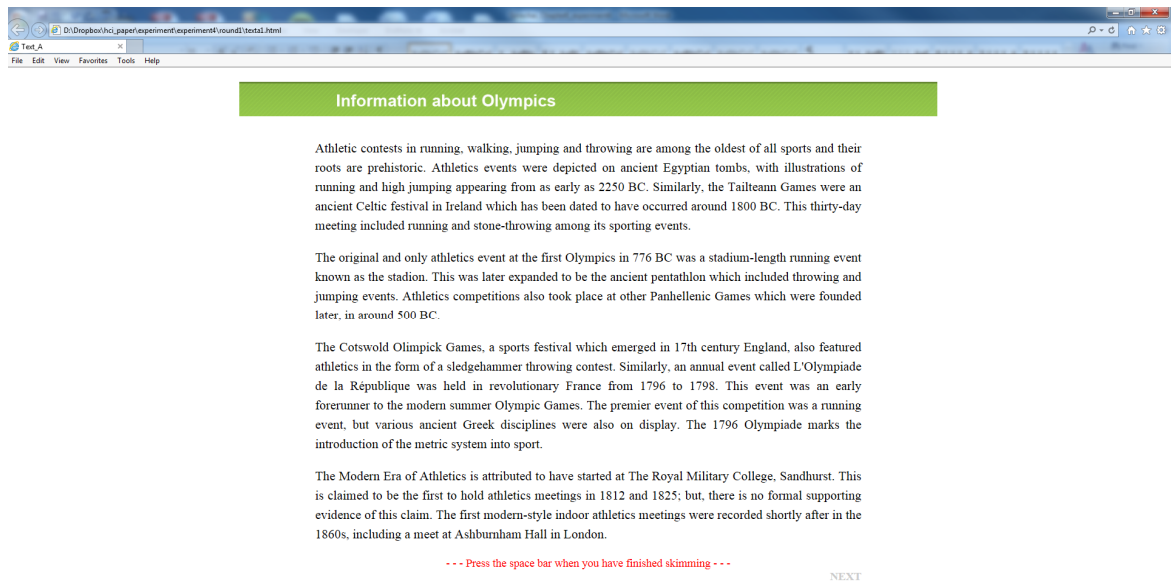 D:\Dropbox\hci_paper\experiment\experiment4\round1\texta1.html
Text_A
File Edit View Favorites Tools Help
Information about Olympics
Athletic contests in running, walking, jumping and throwing are among the oldest of all sports and their
roots are prehistoric. Athletics events were depicted on ancient Egyptian tombs, with illustrations of
running and high jumping appearing from as early as 2250 BC. Similarly, the Tailteann Games were an
ancient Celtic festival in Ireland which has been dated to have occurred around 1800 BC. This thirty-day
meeting included running and stone-throwing among its sporting events.
The original and only athletics event at the first Olympics in 776 BC was a stadium-length running event
known as the stadion. This was later expanded to be the ancient pentathlon which included throwing and
jumping events. Athletics competitions also took place at other Panhellenic Games which were founded
later, in around 500 BC.
The Cotswold Olimpick Games, a sports festival which emerged in 17th century England, also featured
athletics in the form of a sledgehammer throwing contest. Similarly, an annual event called L'Olympiade
de la République was held in revolutionary France from 1796 to 1798. This event was an early
forerunner to the modern summer Olympic Games. The premier event of this competition was a running
event, but various ancient Greek disciplines were also on display. The 1796 Olympiade marks the
introduction of the metric system into sport.
The Modern Era of Athletics is attributed to have started at The Royal Military College, Sandhurst. This
is claimed to be the first to hold athletics meetings in 1812 and 1825; but, there is no formal supporting
evidence of this claim. The first modern-style indoor athletics meetings were recorded shortly after in the
1860s, including a meet at Ashburnham Hall in London.
- - - Press the space bar when you have finished skimming - - -
NEXT